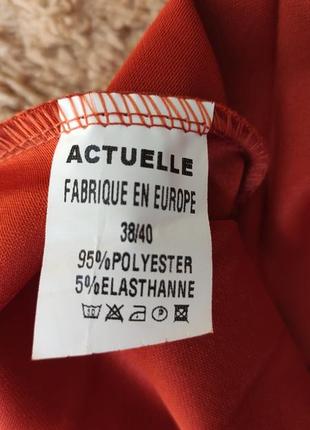 ACTUELLE
FABRIQUE EN EUROPE
38/40
95%POLYESTER
5%ELASTHANNE